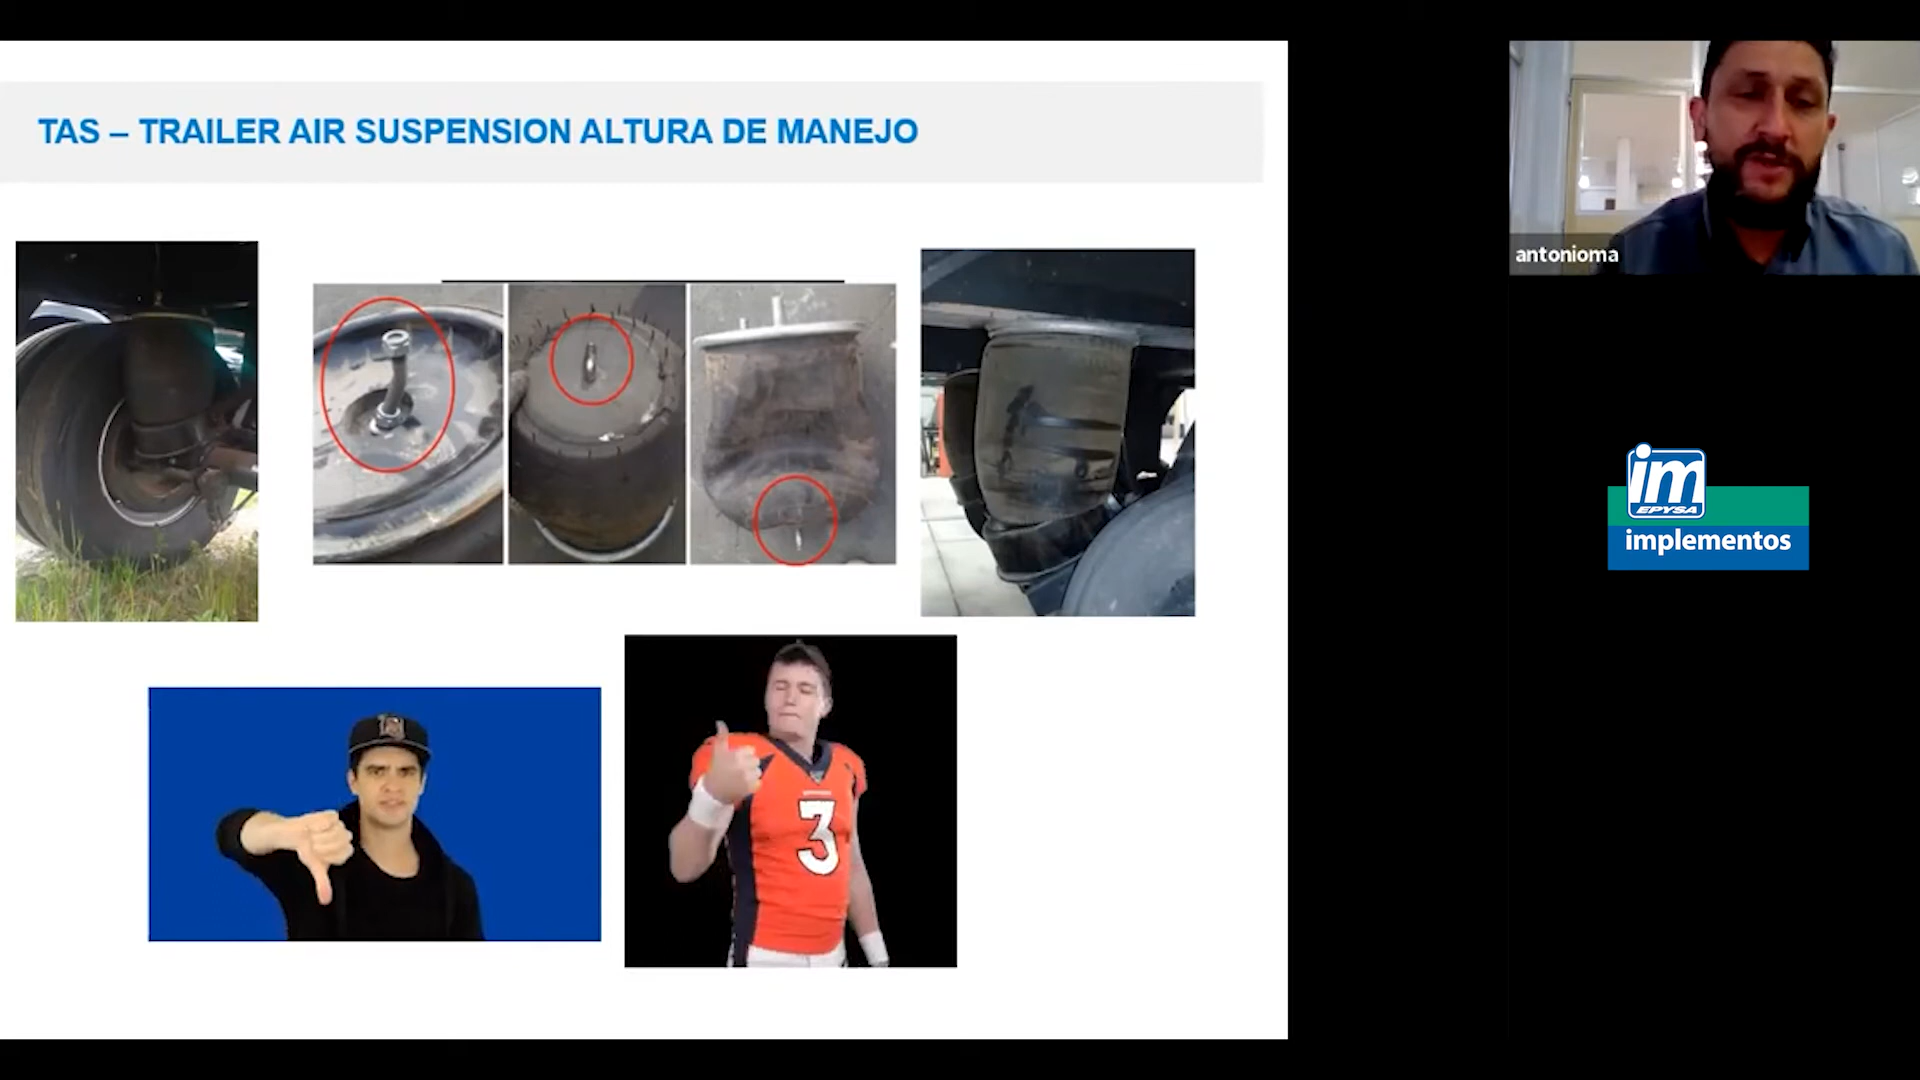 TAS – TRAILER AIR SUSPENSION ALTURA DE MANEJO
antonioma
im
EPYSA
implementos
3